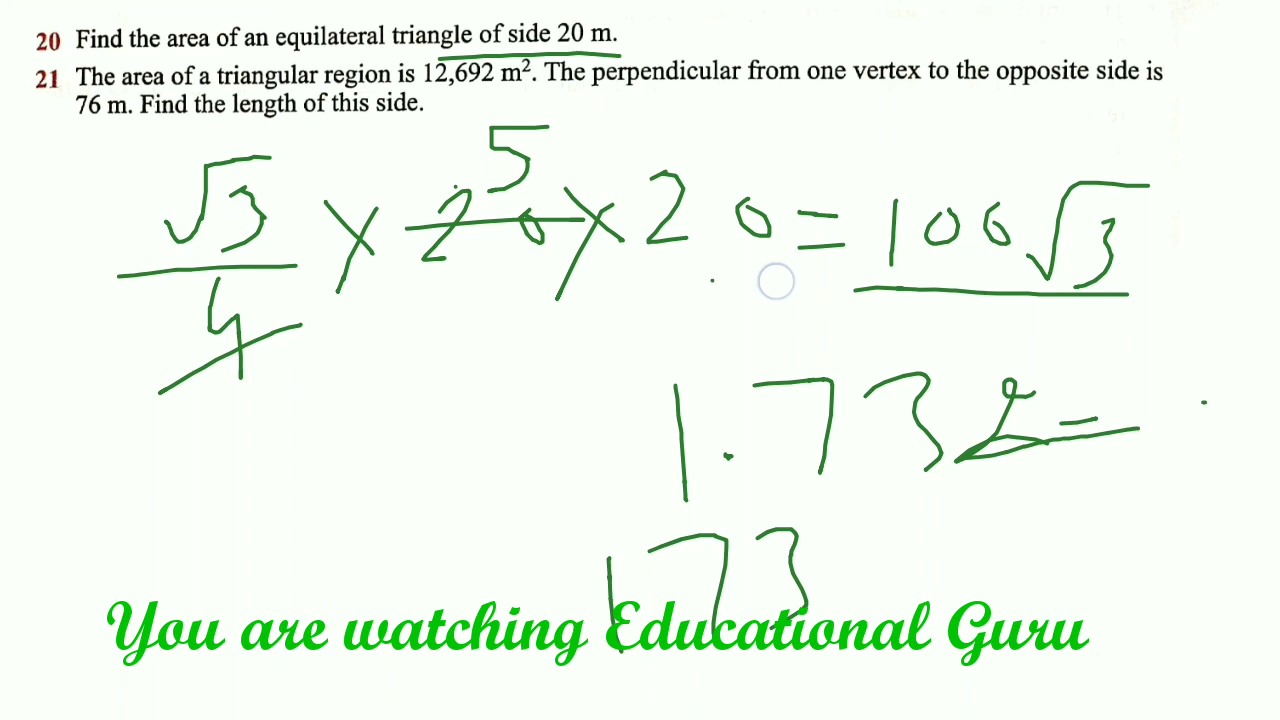 20 Find the area of an equilateral triangle of side 20 m.
21 The area of a triangular region is 12,692 m². The perpendicular from one vertex to the opposite side is
76 m. Find the length of this side.
5
√3/4 × 20 × 20 = 100√3
1.732 =
173
You are watching Educational Guru